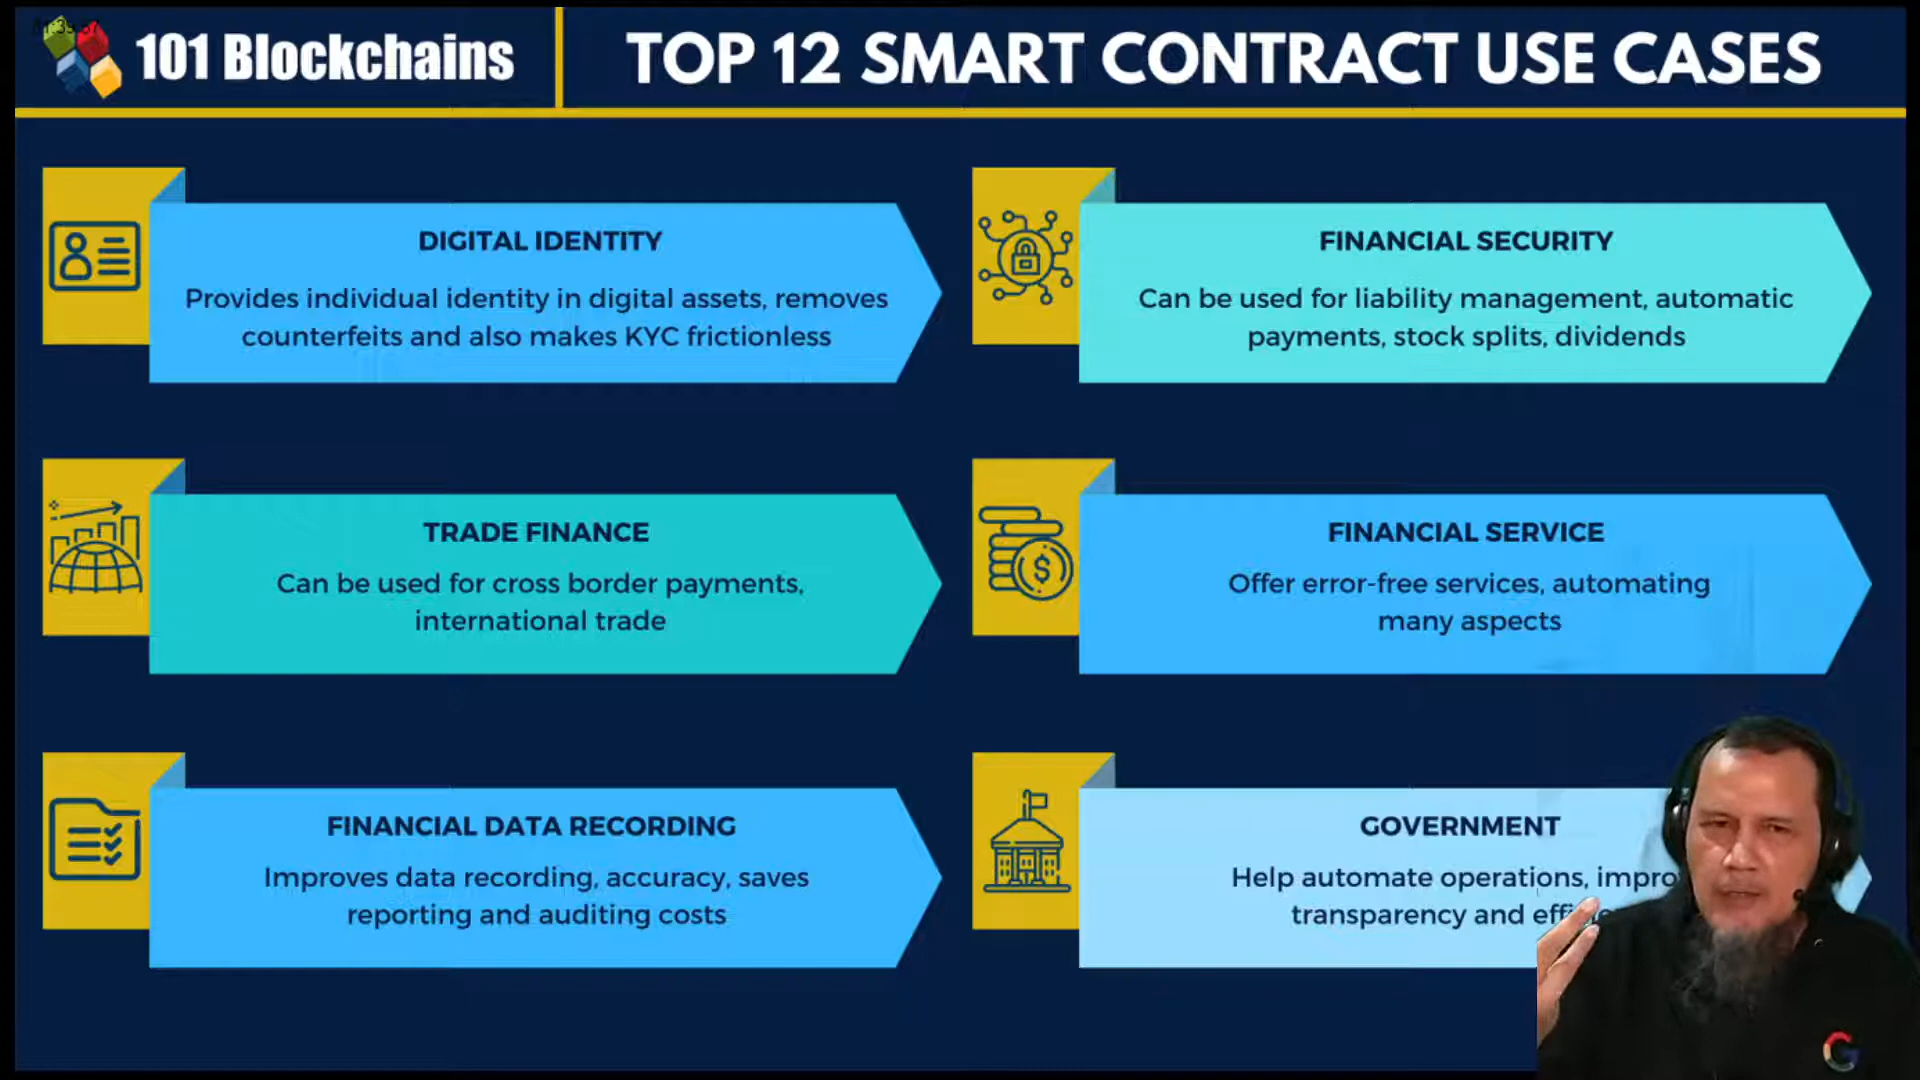 101 Blockchains
TOP 12 SMART CONTRACT USE CASES
DIGITAL IDENTITY
Provides individual identity in digital assets, removes
counterfeits and also makes KYC frictionless
FINANCIAL SECURITY
Can be used for liability management, automatic
payments, stock splits, dividends
TRADE FINANCE
Can be used for cross border payments,
international trade
FINANCIAL SERVICE
Offer error-free services, automating
many aspects
FINANCIAL DATA RECORDING
Improves data recording, accuracy, saves
reporting and auditing costs
GOVERNMENT
Help automate operations,
transparency and